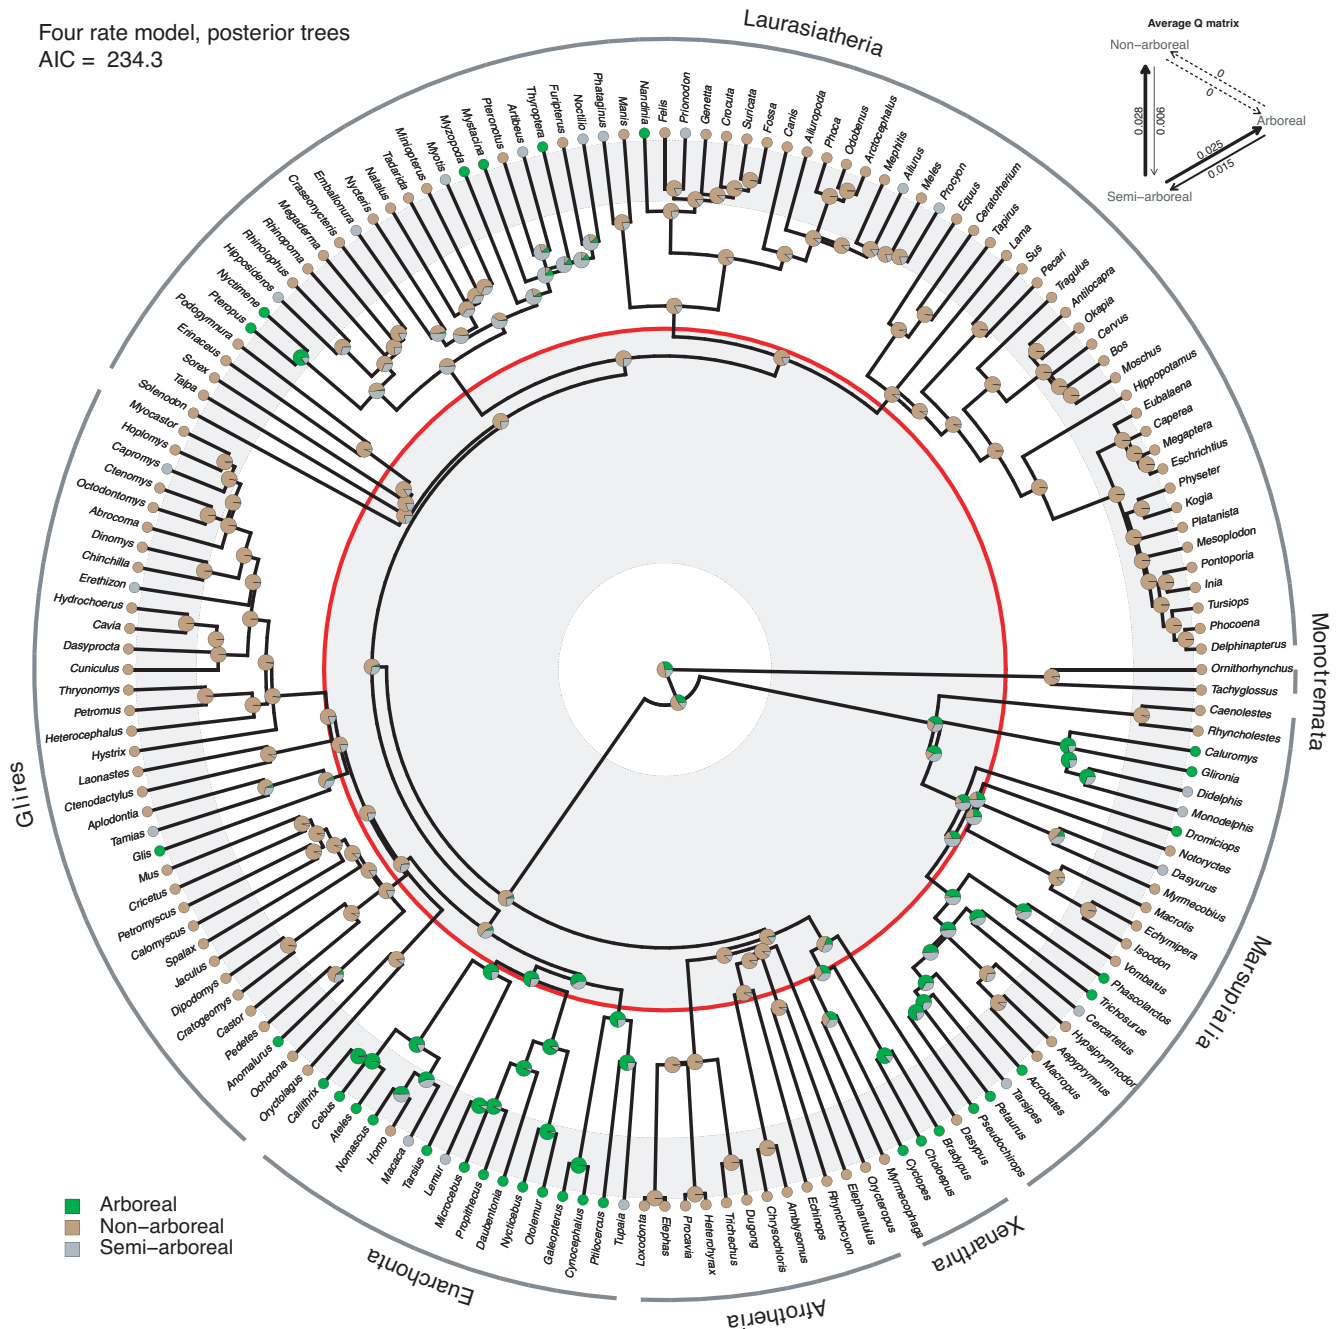 Four rate model, posterior trees
AIC = 234.3
Laurasiatheria
Average Q matrix
Non-arboreal
Arboreal
Semi-arboreal
0
0
0.028
0.006
0.025
0.015
Podogymnura
Pteropus
Nyctimene
Hipposideros
Rhinolophus
Rhinopoma
Megaderma
Craseonycteris
Emballonura
Nycteris
Natalus
Tadarida
Miniopterus
Myotis
Myzopoda
Mystacina
Pteronotus
Artibeus
Thyroptera
Furipterus
Noctilio
Phataginus
Manis
Nandinia
Felis
Prionodon
Genetta
Crocuta
Suricata
Fossa
Canis
Ailuropoda
Phoca
Odobenus
Arctocephalus
Mephitis
Ailurus
Meles
Procyon
Equus
Ceratotherium
Tapirus
Lama
Sus
Pecari
Tragulus
Antilocapra
Okapia
Cervus
Bos
Moschus
Hippopotamus
Eubalaena
Caperea
Megaptera
Eschrichtius
Physeter
Kogia
Platanista
Mesoplodon
Pontoporia
Inia
Tursiops
Phocoena
Delphinapterus
Ornithorhynchus
Tachyglossus
Monotremata
Caenolestes
Rhyncholestes
Caluromys
Glironia
Didelphis
Monodelphis
Dromiciops
Notoryctes
Dasyurus
Myrmecobius
Macrotis
Echymipera
Isoodon
Vombatus
Phascolarctos
Trichosurus
Cercartetus
Hypsiprymnodon
Aepyprymnus
Macropus
Acrobates
Tarsipes
Petaurus
Pseudochirops
Marsupialia
Dasypus
Bradypus
Choloepus
Cyclopes
Myrmecophaga
Xenarthra
Orycteropus
Elephantulus
Rhynchocyon
Echinops
Amblysomus
Chrysochloris
Dugong
Trichechus
Heterohyrax
Procavia
Elephas
Loxodonta
Afrotheria
Tupaia
Ptilocercus
Cynocephalus
Galeopterus
Otolemur
Nycticebus
Daubentonia
Propithecus
Microcebus
Lemur
Tarsius
Macaca
Homo
Nomascus
Ateles
Cebus
Callithrix
Euarchonta
Oryctolagus
Ochotona
Anomalurus
Pedetes
Castor
Cratogeomys
Dipodomys
Jaculus
Spalax
Calomyscus
Petromyscus
Cricetus
Mus
Glis
Tamias
Aplodontia
Ctenodactylus
Laonastes
Hystrix
Heterocephalus
Petromus
Thryonomys
Cuniculus
Dasyprocta
Cavia
Hydrochoerus
Erethizon
Chinchilla
Dinomys
Abrocoma
Octodontomys
Ctenomys
Capromys
Hoplomys
Myocastor
Glires
Solenodon
Talpa
Sorex
Erinaceus
Arboreal
Non−arboreal
Semi−arboreal